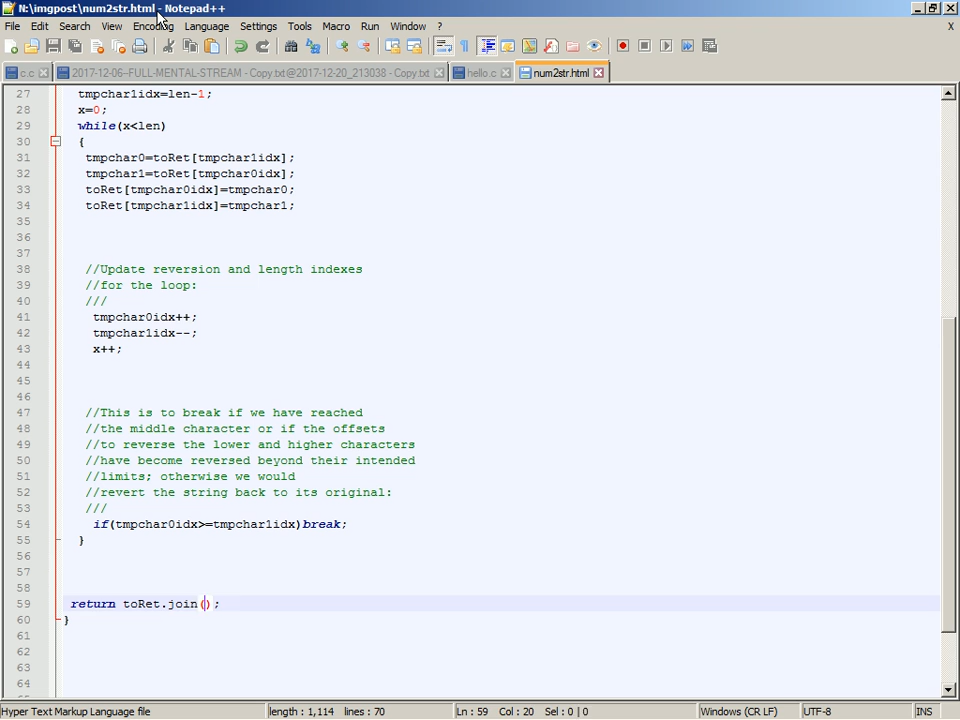 N:\imgpost\num2str.html - Notepad++
File Edit Search View Encoding Language Settings Tools Macro Run Window ? X
c.c 2017-12-06--FULL-MENTAL-STREAM - Copy.txt@2017-12-20_213038 - Copy.txt hello.c num2str.html
27 tmpchar1idx=len-1;
28 x=0;
29 while(x<len)
30 {
31 tmpchar0=toRet[tmpchar1idx];
32 tmpchar1=toRet[tmpchar0idx];
33 toRet[tmpchar0idx]=tmpchar0;
34 toRet[tmpchar1idx]=tmpchar1;
35
36
37
38 //Update reversion and length indexes
39 //for the loop:
40 ///
41 tmpchar0idx++;
42 tmpchar1idx--;
43 x++;
44
45
46
47 //This is to break if we have reached
48 //the middle character or if the offsets
49 //to reverse the lower and higher characters
50 //have become reversed beyond their intended
51 //limits; otherwise we would
52 //revert the string back to its original:
53 ///
54 if(tmpchar0idx>=tmpchar1idx)break;
55 }
56
57
58
59 return toRet.join();
60 }
61
62
63
64
Hyper Text Markup Language file length : 1,114 lines : 70 Ln : 59 Col : 20 Sel : 0 | 0 Windows (CR LF) UTF-8 INS